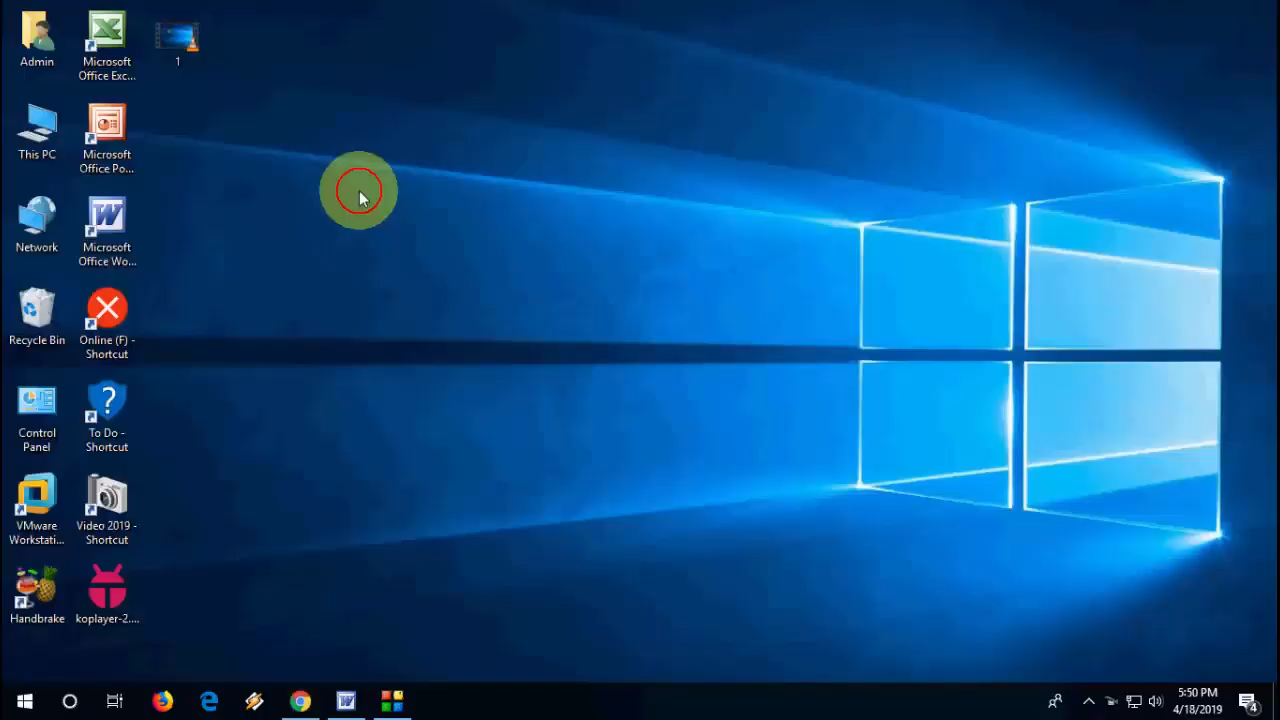 Admin
Microsoft
Office Exc...
1
This PC
Microsoft
Office Po...
Network
Microsoft
Office Wo...
Recycle Bin
Online (F) -
Shortcut
Control
Panel
To Do -
Shortcut
VMware
Workstati...
Video 2019 -
Shortcut
Handbrake
koplayer-2....
5:50 PM
4/18/2019
4